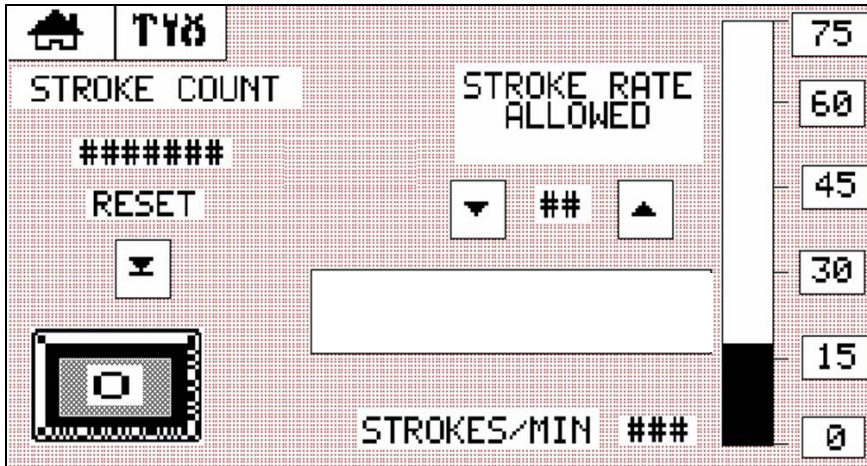 STROKE COUNT
#######
RESET
STROKE RATE
ALLOWED
##
STROKES/MIN ###
75
60
45
30
15
0